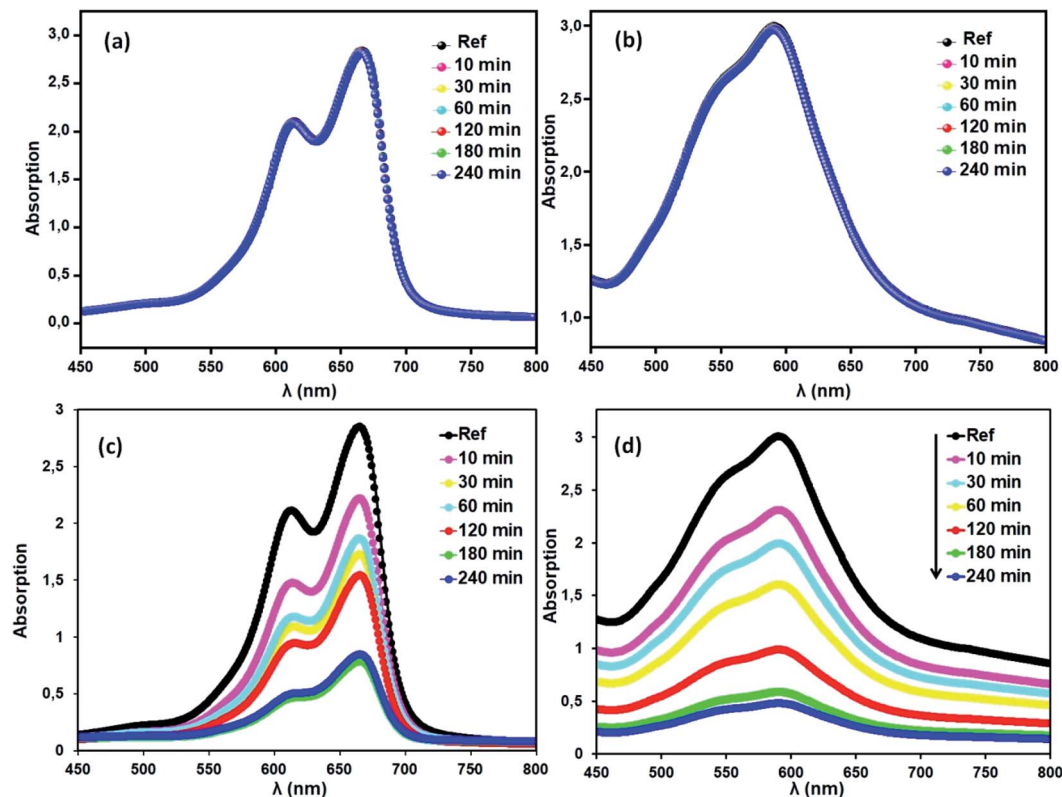 (a)
Ref
10 min
30 min
60 min
120 min
180 min
240 min
3,0
2,5
2,0
1,5
1,0
0,5
0,0
Absorption
450 500 550 600 650 700 750 800
λ (nm)
(b)
Ref
10 min
30 min
60 min
120 min
180 min
240 min
3,0
2,5
2,0
1,5
1,0
Absorption
450 500 550 600 650 700 750 800
λ (nm)
(c)
Ref
10 min
30 min
60 min
120 min
180 min
240 min
3
2,5
2
1,5
1
0,5
0
Absorption
450 500 550 600 650 700 750 800
λ (nm)
(d)
Ref
10 min
30 min
60 min
120 min
180 min
240 min
3
2,5
2
1,5
1
0,5
0
Absorption
450 500 550 600 650 700 750 800
λ (nm)